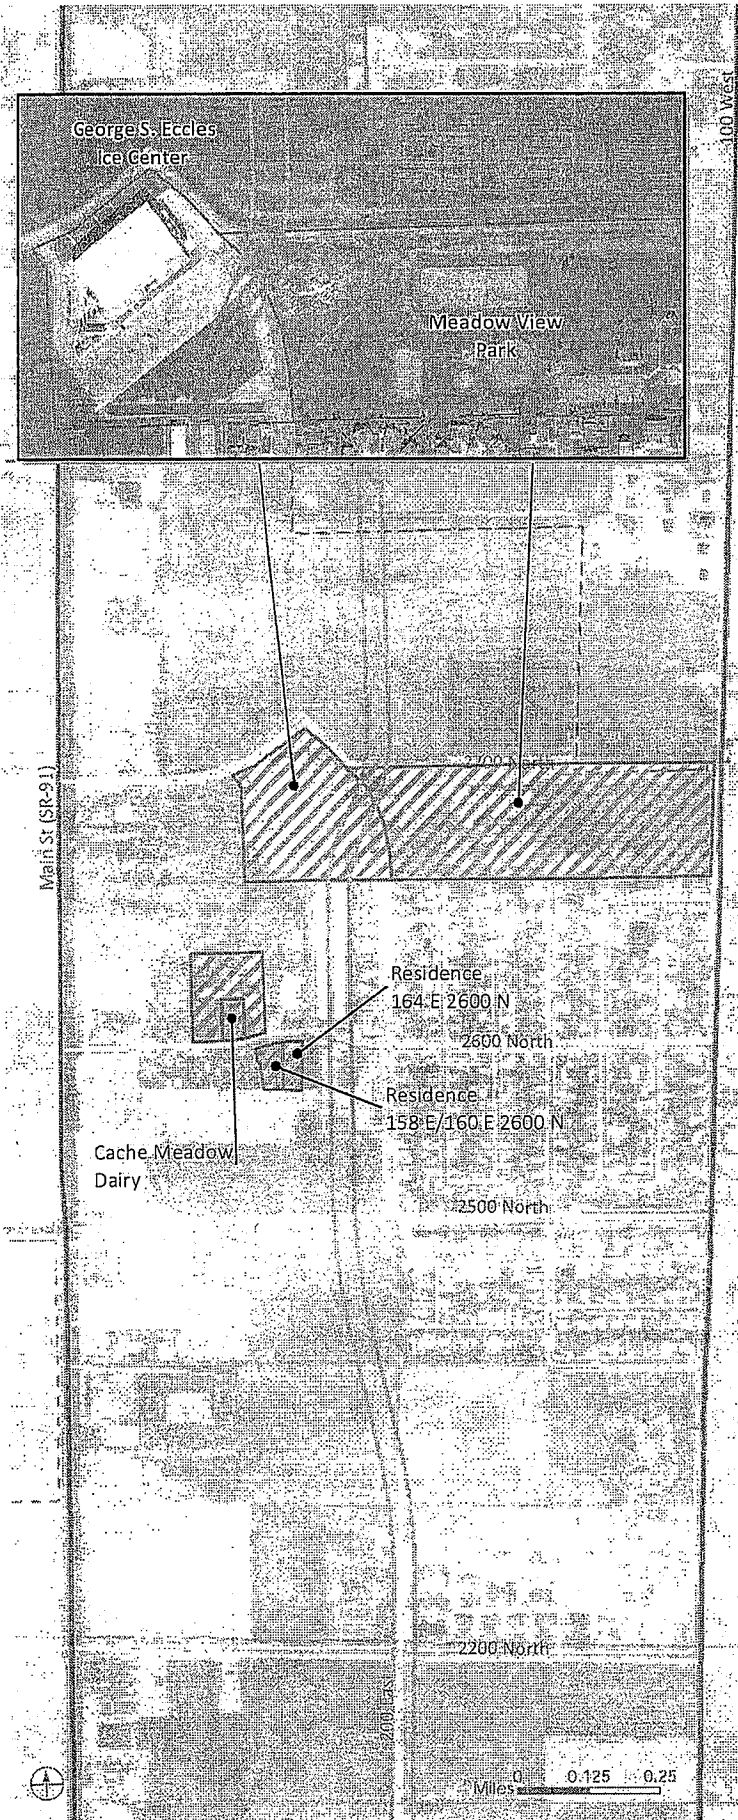 100 West
George S. Eccles
Ice Center
Meadow View
Park
2700 North
Main St (SR-91)
Residence
164 E 2600 N
2600 North
Residence
158 E/160 E 2600 N
Cache Meadow
Dairy
2500 North
2200 North
200 East
0 0.125 0.25
Miles